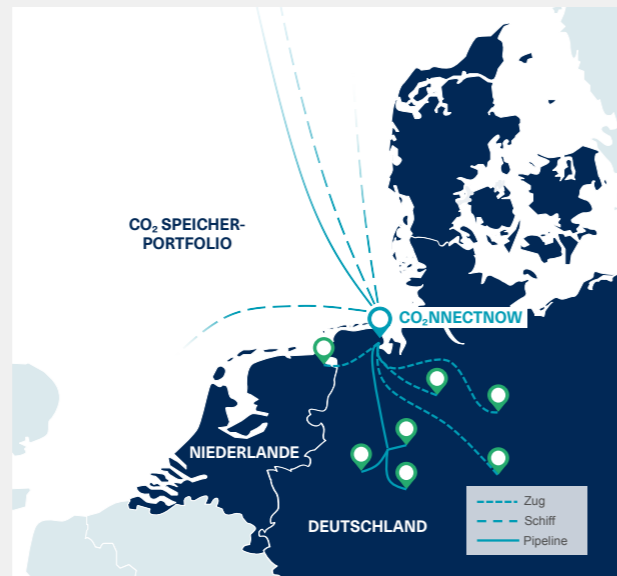 CO₂ SPEICHER-
PORTFOLIO
CO₂NNECTNOW
NIEDERLANDE
DEUTSCHLAND
Zug
Schiff
Pipeline